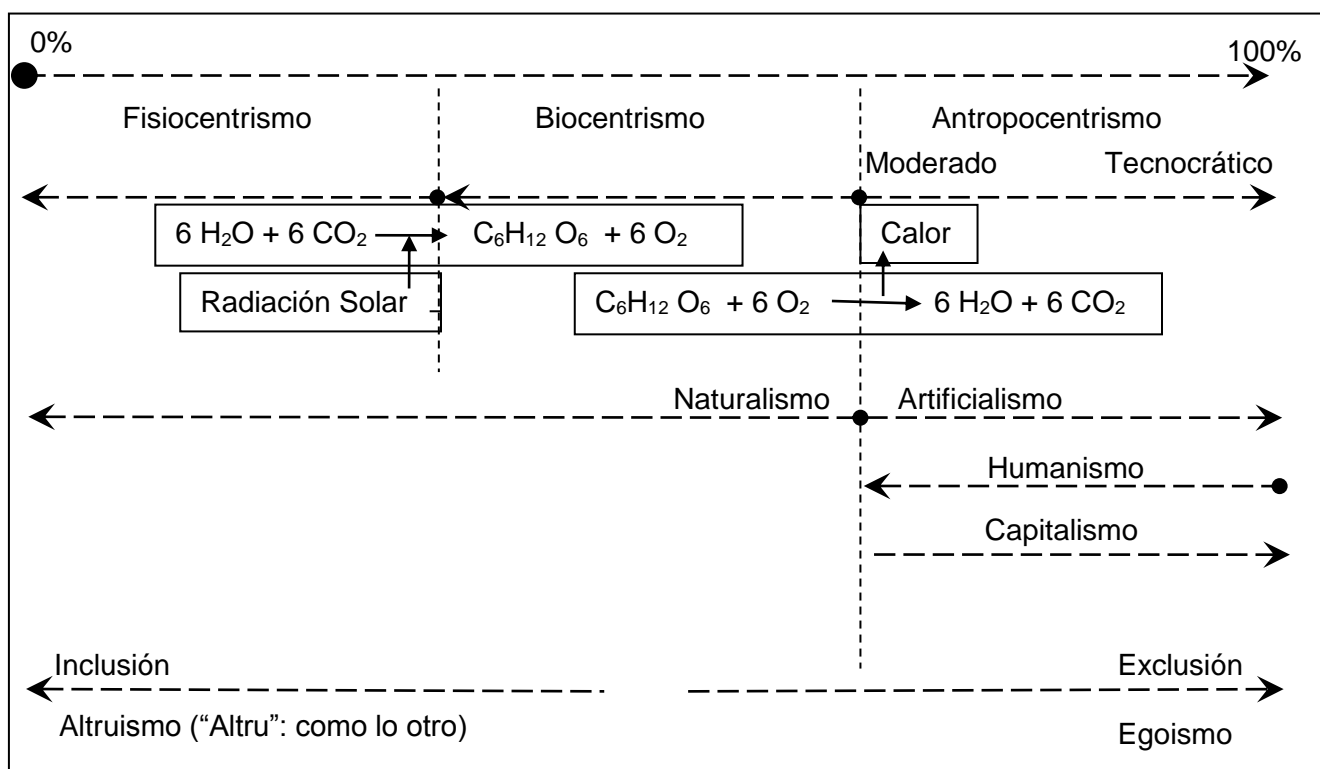 0% 100%
Fisiocentrismo Biocentrismo Antropocentrismo
Moderado Tecnocrático
6 H₂O + 6 CO₂ C₆H₁₂ O₆ + 6 O₂ Calor
Radiación Solar C₆H₁₂ O₆ + 6 O₂ 6 H₂O + 6 CO₂
Naturalismo Artificialismo
Humanismo
Capitalismo
Inclusión Exclusión
Altruismo (“Altru”: como lo otro) Egoismo